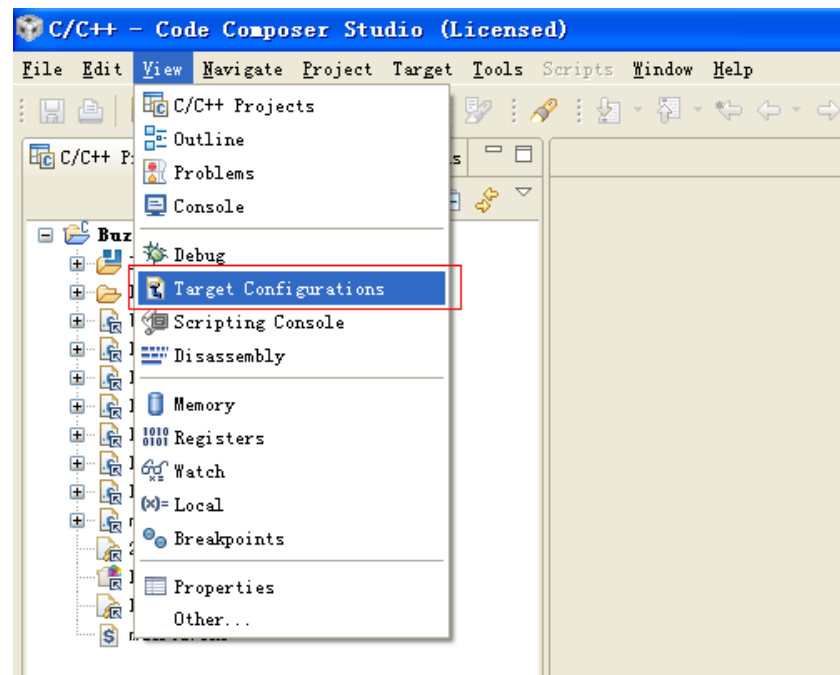 C/C++ - Code Composer Studio (Licensed)
File Edit View Navigate Project Target Tools Scripts Window Help
C/C++ Projects
Outline
Problems
Console
Debug
Target Configurations
Scripting Console
Disassembly
Memory
Registers
Watch
(x)= Local
Breakpoints
Properties
Other...
C/C++